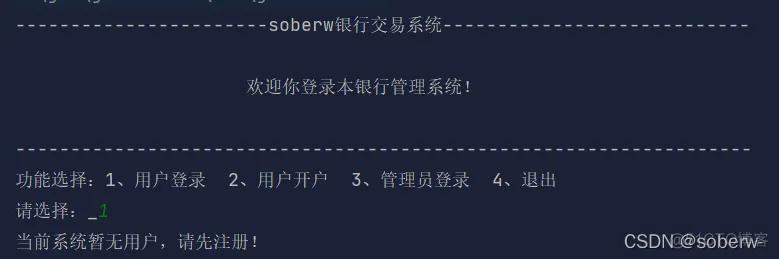 -----------------------soberw银行交易系统----------------------------
欢迎你登录本银行管理系统！
-------------------------------------------------------------------
功能选择：1、用户登录  2、用户开户  3、管理员登录  4、退出
请选择：_1
当前系统暂无用户，请先注册！
CSDN @soberw